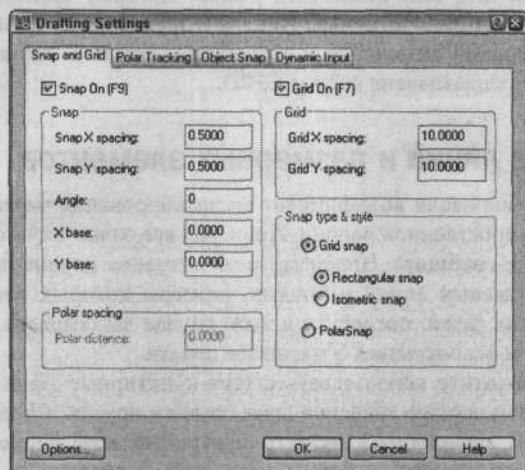 Drafting Settings
Snap and Grid Polar Tracking Object Snap Dynamic Input
Snap On (F9)
Snap
Snap X spacing: 0.5000
Snap Y spacing: 0.5000
Angle: 0
X base: 0.0000
Y base: 0.0000
Polar spacing
Polar distance: 0.0000
Grid On (F7)
Grid
Grid X spacing: 10.0000
Grid Y spacing: 10.0000
Snap type & style
Grid snap
Rectangular snap
Isometric snap
PolarSnap
Options... OK Cancel Help